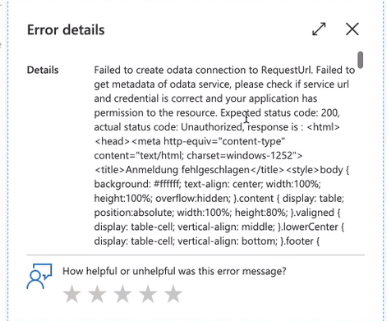 Error details
Details
Failed to create odata connection to RequestUrl. Failed to
get metadata of odata service, please check if service url
and credential is correct and your application has
permission to the resource. Expected status code: 200,
actual status code: Unauthorized, response is : <html>
<head><meta http-equiv="content-type"
content="text/html; charset=windows-1252">
<title>Anmeldung fehlgeschlagen</title><style>body {
background: #ffffff; text-align: center; width:100%;
height:100%; overflow:hidden; }.content { display: table;
position:absolute; width:100%; height:80%; }.valigned {
display: table-cell; vertical-align: middle; }.lowerCenter {
display: table-cell; vertical-align: bottom; }.footer {
How helpful or unhelpful was this error message?